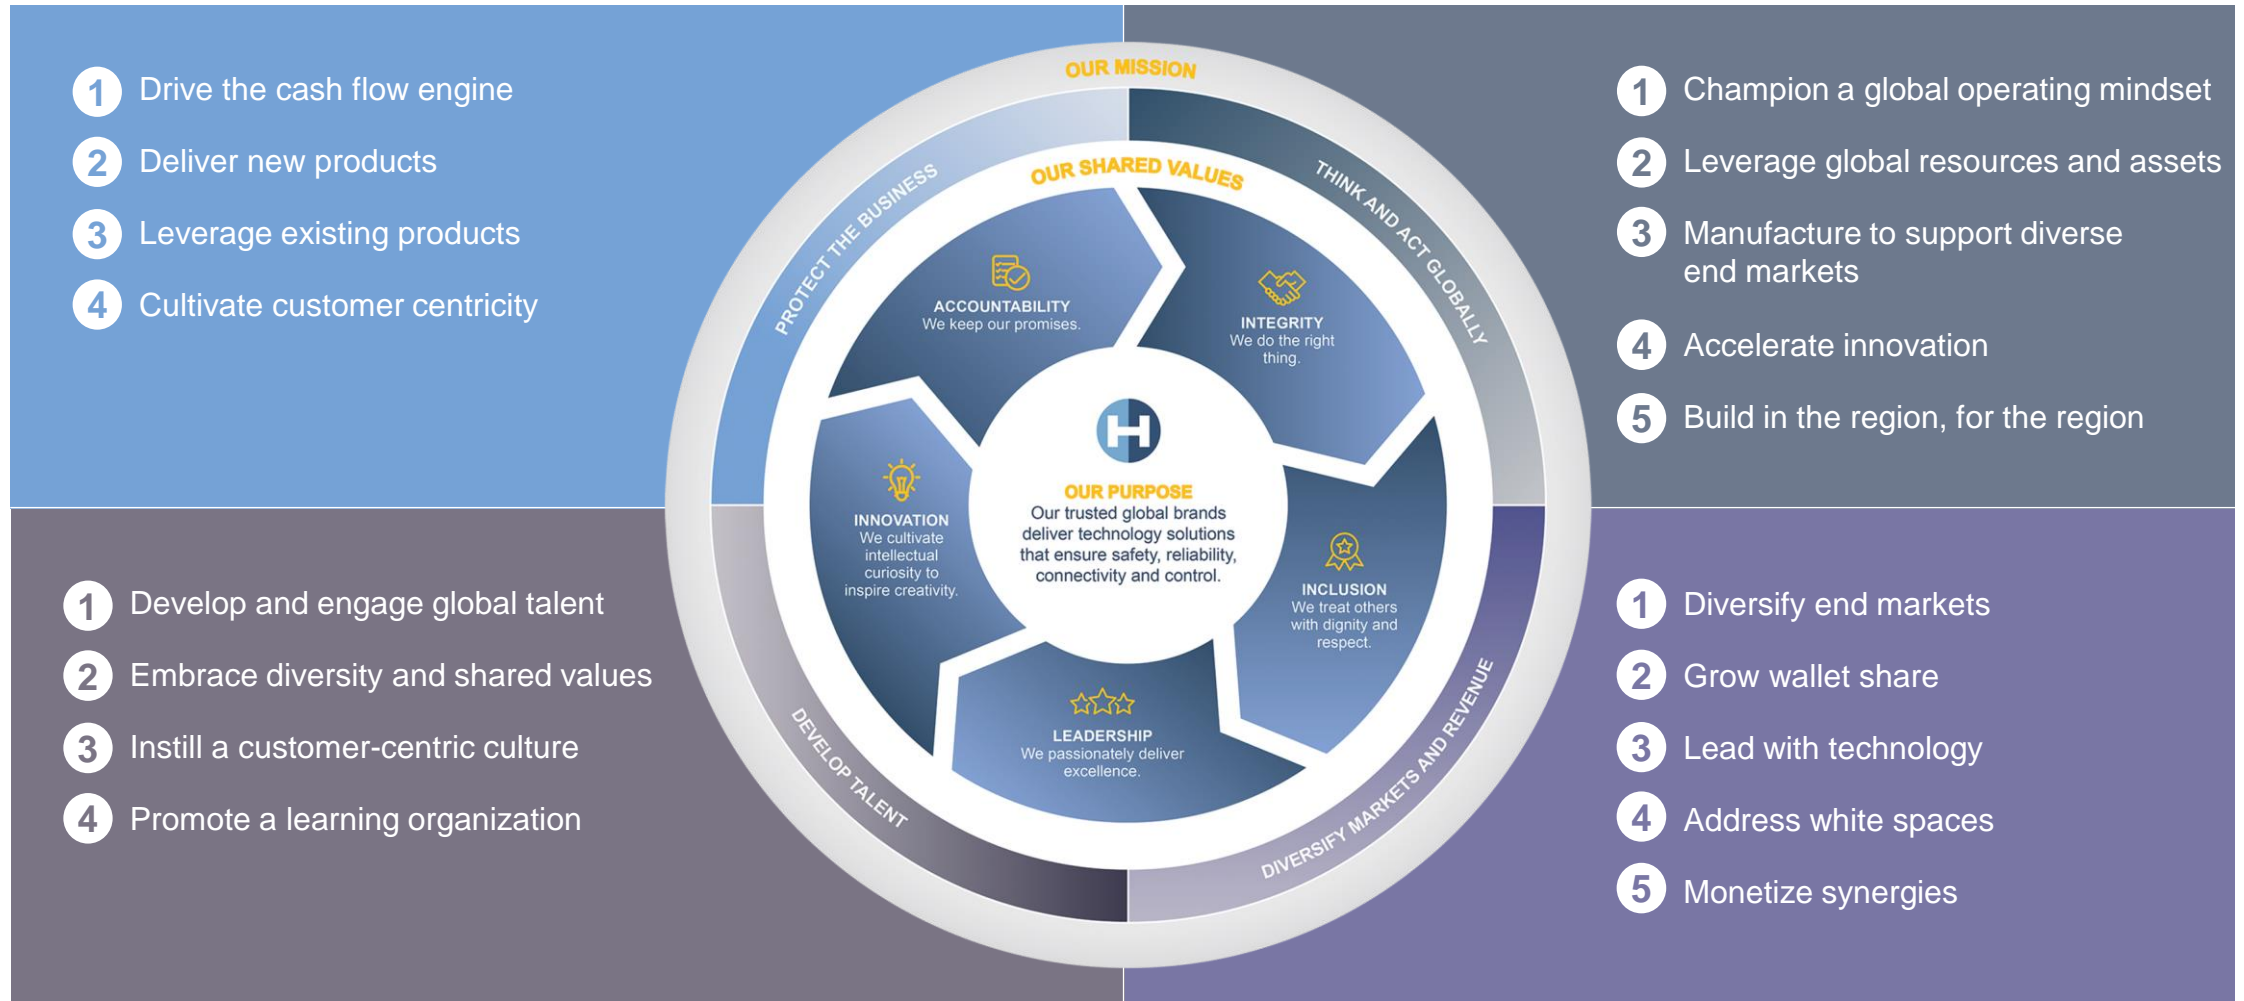 1 Drive the cash flow engine
2 Deliver new products
3 Leverage existing products
4 Cultivate customer centricity
1 Champion a global operating mindset
2 Leverage global resources and assets
3 Manufacture to support diverse
end markets
4 Accelerate innovation
5 Build in the region, for the region
OUR MISSION
PROTECT THE BUSINESS
THINK AND ACT GLOBALLY
OUR SHARED VALUES
ACCOUNTABILITY
We keep our promises.
INTEGRITY
We do the right
thing.
H
OUR PURPOSE
Our trusted global brands
deliver technology solutions
that ensure safety, reliability,
connectivity and control.
INNOVATION
We cultivate
intellectual
curiosity to
inspire creativity.
INCLUSION
We treat others
with dignity and
respect.
LEADERSHIP
We passionately deliver
excellence.
DEVELOP TALENT
DIVERSIFY MARKETS AND REVENUE
1 Develop and engage global talent
2 Embrace diversity and shared values
3 Instill a customer-centric culture
4 Promote a learning organization
1 Diversify end markets
2 Grow wallet share
3 Lead with technology
4 Address white spaces
5 Monetize synergies